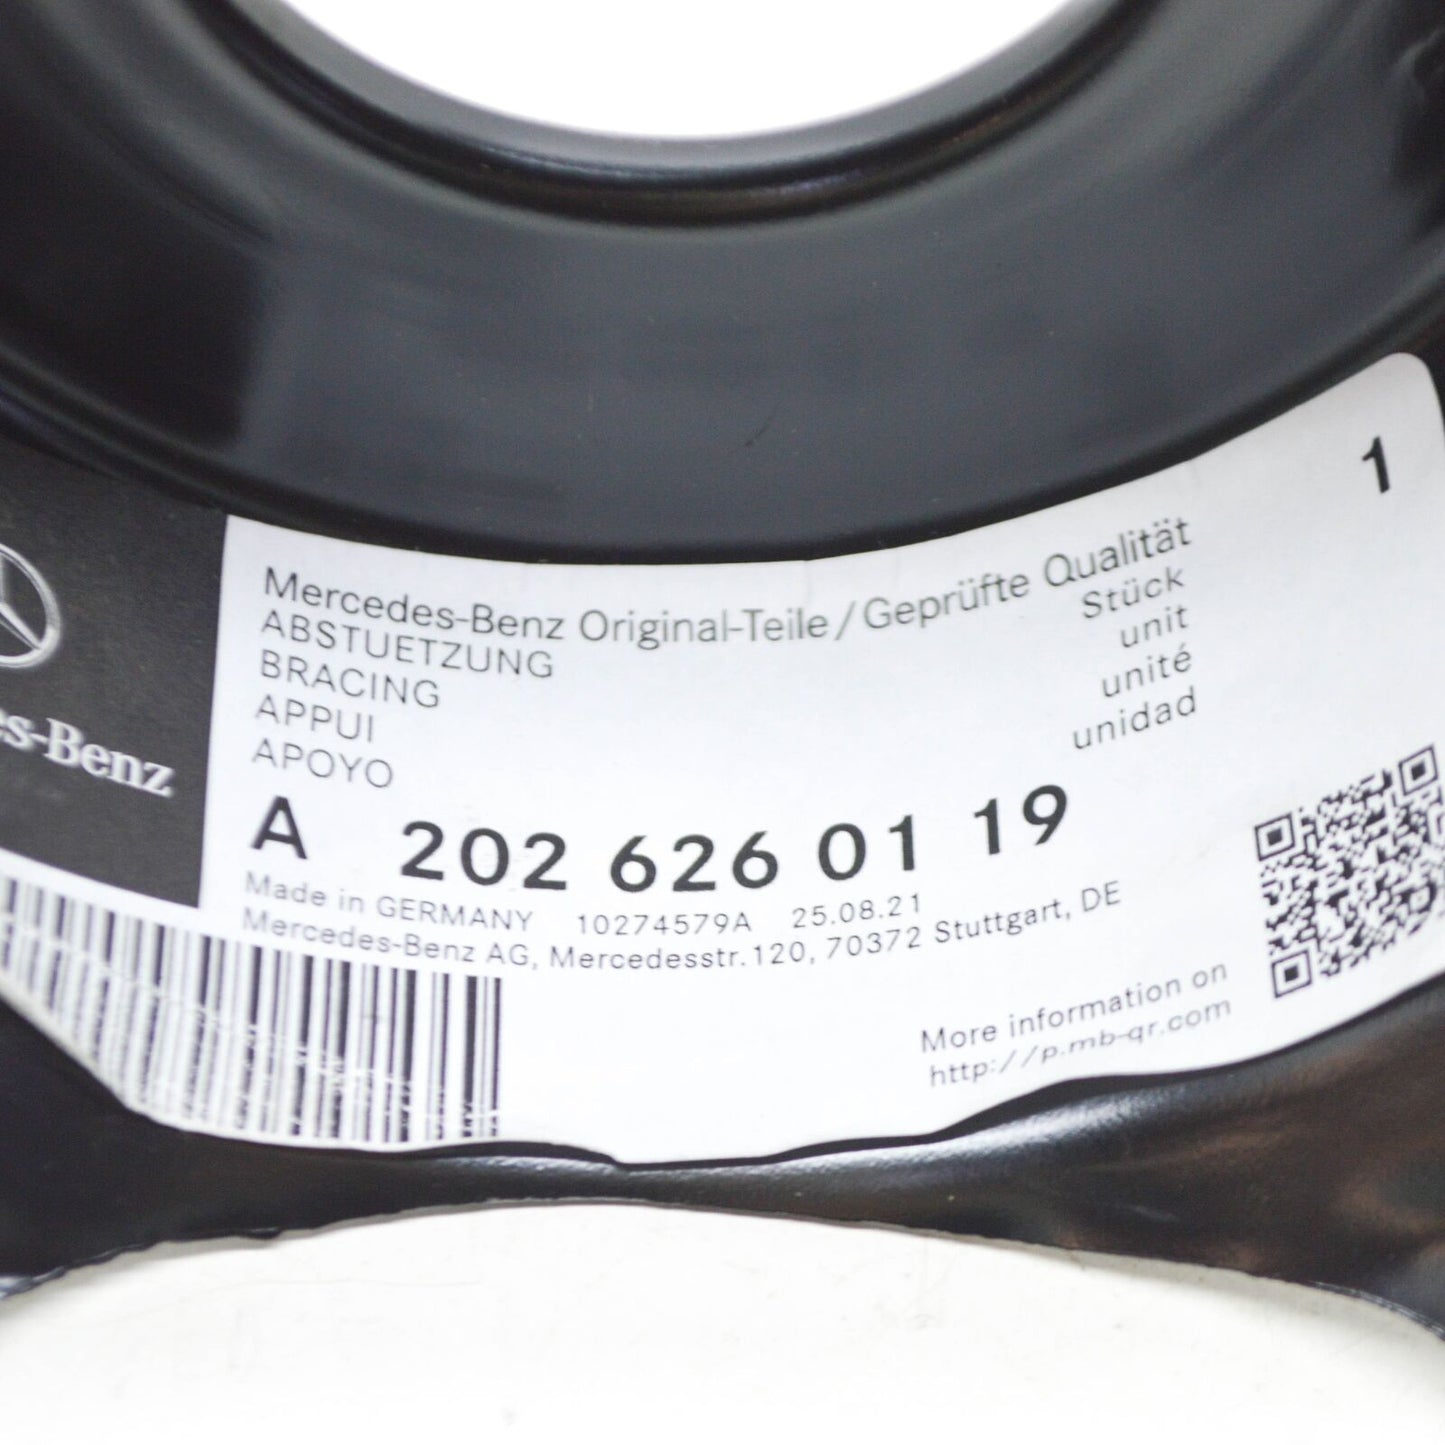 1
Mercedes-Benz Original-Teile/Geprüfte Qualität
ABSTUETZUNG Stück
BRACING unit
APPUI unité
APOYO unidad
es-Benz
A 202 626 01 19
Made in GERMANY 10274579A 25.08.21
Mercedes-Benz AG, Mercedesstr.120, 70372 Stuttgart, DE
More information on
http://p.mb-qr.com